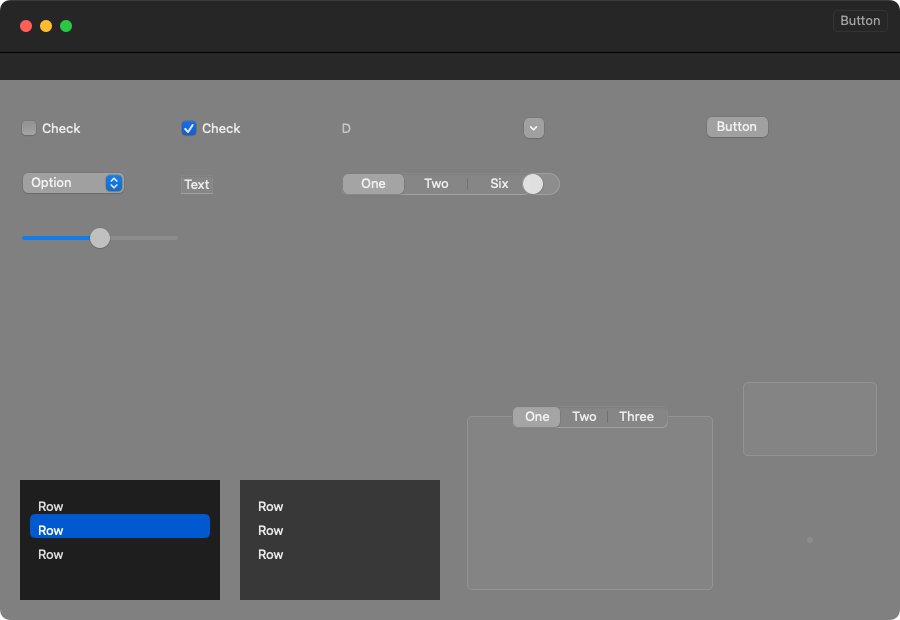 Button
Check
Check
D
Button
Option
Text
One
Two
Six
One
Two
Three
Row
Row
Row
Row
Row
Row